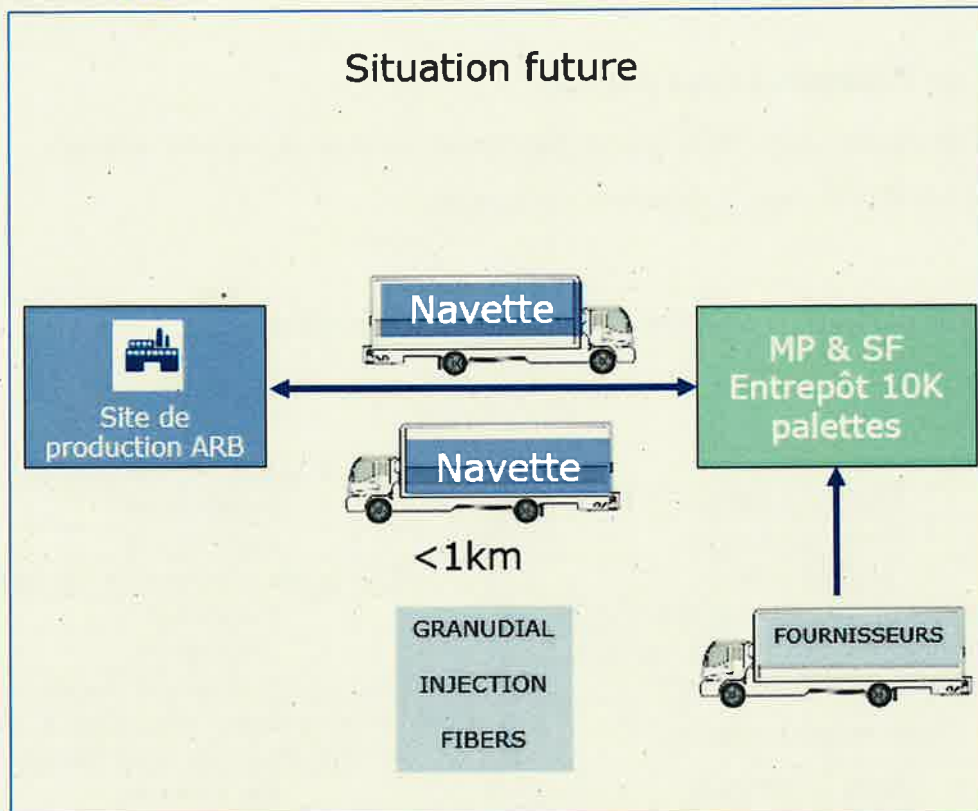 Situation future
Navette
Site de
production ARB
MP & SF
Entrepôt 10K
palettes
Navette
<1km
GRANUDIAL
INJECTION
FIBERS
FOURNISSEURS